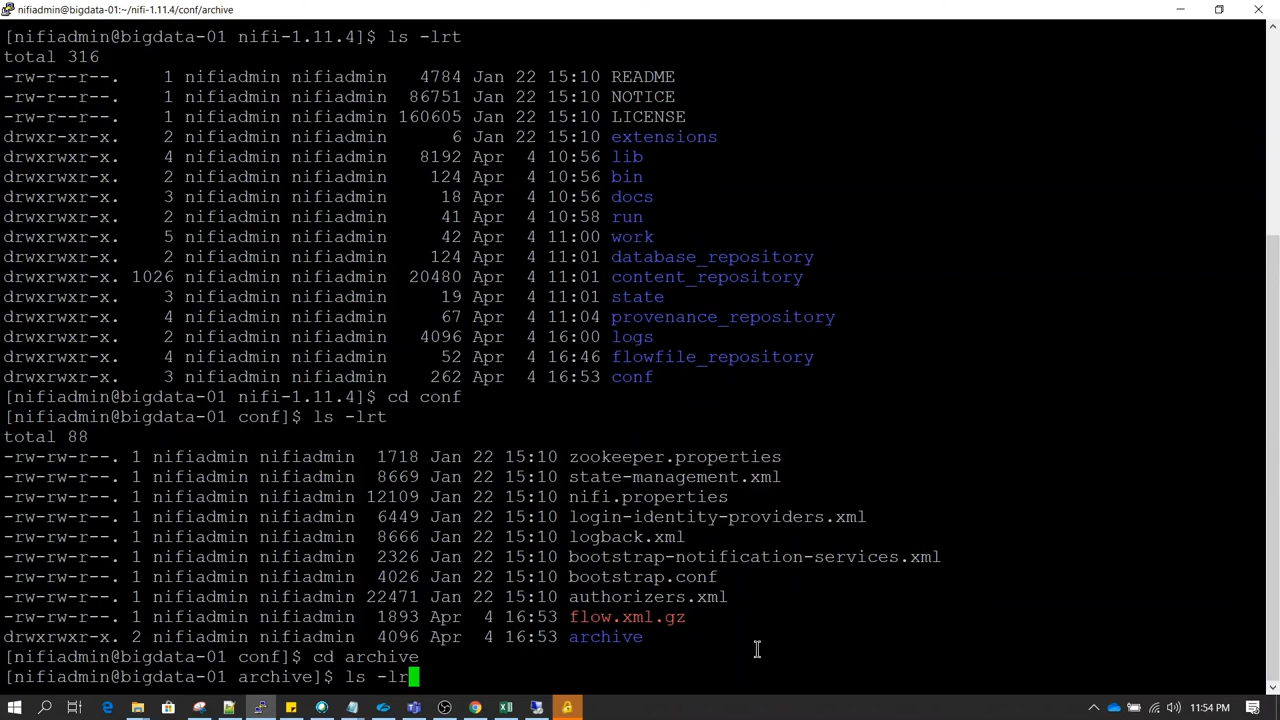 nifiadmin@bigdata-01:~/nifi-1.11.4/conf/archive
[nifiadmin@bigdata-01 nifi-1.11.4]$ ls -lrt
total 316
-rw-r--r--. 1 nifiadmin nifiadmin 4784 Jan 22 15:10 README
-rw-r--r--. 1 nifiadmin nifiadmin 86751 Jan 22 15:10 NOTICE
-rw-r--r--. 1 nifiadmin nifiadmin 160605 Jan 22 15:10 LICENSE
drwxr-xr-x. 2 nifiadmin nifiadmin 6 Jan 22 15:10 extensions
drwxrwxr-x. 4 nifiadmin nifiadmin 8192 Apr 4 10:56 lib
drwxrwxr-x. 2 nifiadmin nifiadmin 124 Apr 4 10:56 bin
drwxrwxr-x. 3 nifiadmin nifiadmin 18 Apr 4 10:56 docs
drwxrwxr-x. 2 nifiadmin nifiadmin 41 Apr 4 10:58 run
drwxrwxr-x. 5 nifiadmin nifiadmin 42 Apr 4 11:00 work
drwxrwxr-x. 2 nifiadmin nifiadmin 124 Apr 4 11:01 database_repository
drwxrwxr-x. 1026 nifiadmin nifiadmin 20480 Apr 4 11:01 content_repository
drwxrwxr-x. 3 nifiadmin nifiadmin 19 Apr 4 11:01 state
drwxrwxr-x. 4 nifiadmin nifiadmin 67 Apr 4 11:04 provenance_repository
drwxrwxr-x. 2 nifiadmin nifiadmin 4096 Apr 4 16:00 logs
drwxrwxr-x. 4 nifiadmin nifiadmin 52 Apr 4 16:46 flowfile_repository
drwxrwxr-x. 3 nifiadmin nifiadmin 262 Apr 4 16:53 conf
[nifiadmin@bigdata-01 nifi-1.11.4]$ cd conf
[nifiadmin@bigdata-01 conf]$ ls -lrt
total 88
-rw-rw-r--. 1 nifiadmin nifiadmin 1718 Jan 22 15:10 zookeeper.properties
-rw-rw-r--. 1 nifiadmin nifiadmin 8669 Jan 22 15:10 state-management.xml
-rw-rw-r--. 1 nifiadmin nifiadmin 12109 Jan 22 15:10 nifi.properties
-rw-rw-r--. 1 nifiadmin nifiadmin 6449 Jan 22 15:10 login-identity-providers.xml
-rw-rw-r--. 1 nifiadmin nifiadmin 8666 Jan 22 15:10 logback.xml
-rw-rw-r--. 1 nifiadmin nifiadmin 2326 Jan 22 15:10 bootstrap-notification-services.xml
-rw-rw-r--. 1 nifiadmin nifiadmin 4026 Jan 22 15:10 bootstrap.conf
-rw-rw-r--. 1 nifiadmin nifiadmin 22471 Jan 22 15:10 authorizers.xml
-rw-rw-r--. 1 nifiadmin nifiadmin 1893 Apr 4 16:53 flow.xml.gz
drwxrwxr-x. 2 nifiadmin nifiadmin 4096 Apr 4 16:53 archive
[nifiadmin@bigdata-01 conf]$ cd archive
[nifiadmin@bigdata-01 archive]$ ls -lr
11:54 PM